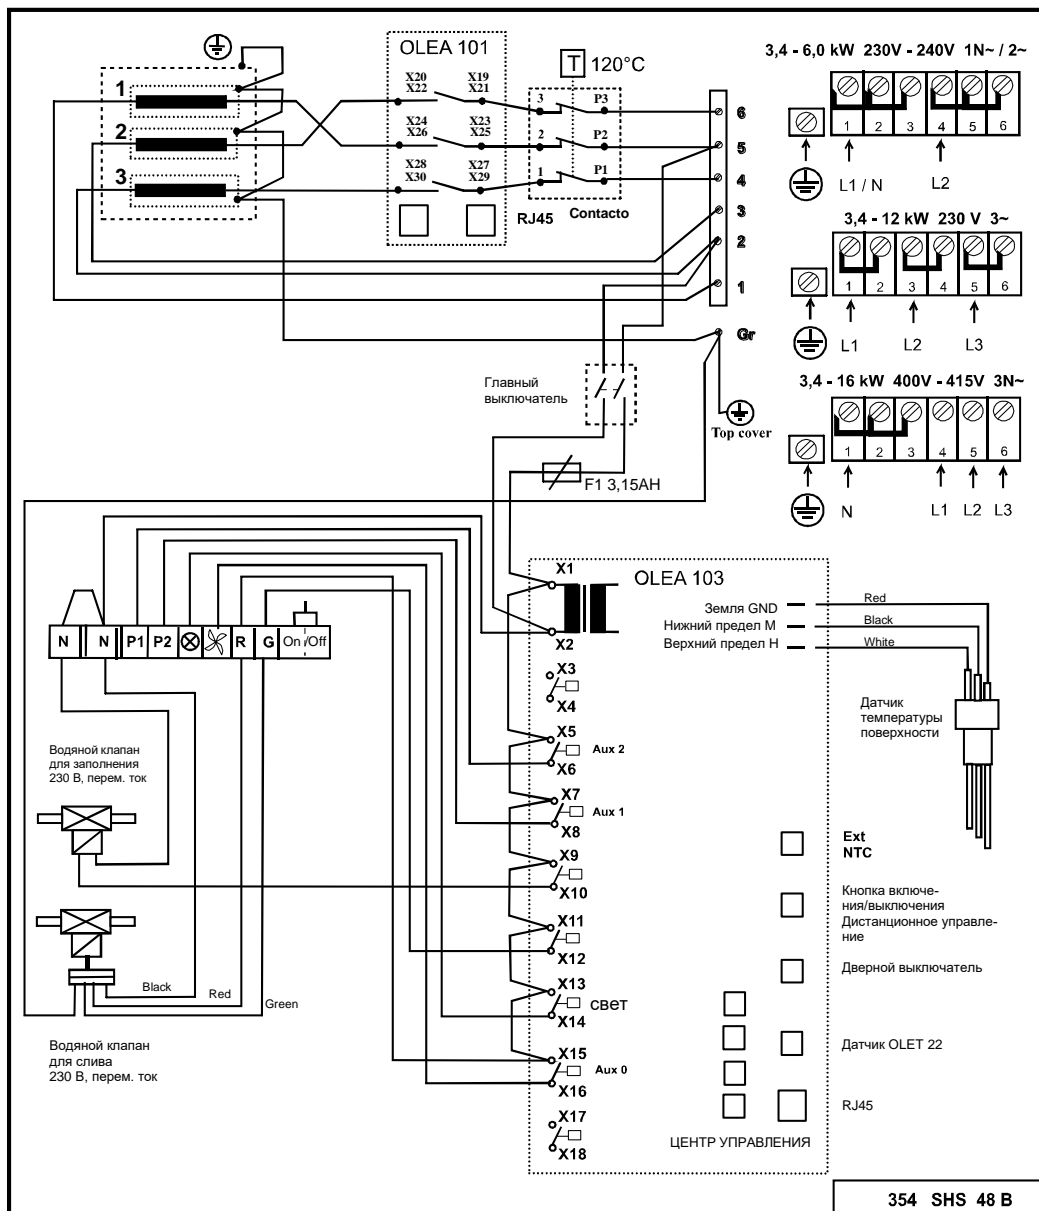 OLEA 101
T 120°C
1
2
3
X20 X19
X22 X21
X24 X23
X26 X25
X28 X27
X30 X29
3 P3
2 P2
1 P1
RJ45
Contacto
6
5
4
3
2
1
Gr
3,4 - 6,0 kW 230V - 240V 1N~ / 2~
1 2 3 4 5 6
L1 / N L2
3,4 - 12 kW 230 V 3~
1 2 3 4 5 6
L1 L2 L3
3,4 - 16 kW 400V - 415V 3N~
1 2 3 4 5 6
N L1 L2 L3
Главный
выключатель
Top cover
F1 3,15AH
N N P1 P2 R G On /Off
X1
OLEA 103
X2
X3
X4
X5
Aux 2
X6
X7
Aux 1
X8
X9
X10
X11
X12
X13
свет
X14
X15
Aux 0
X16
X17
X18
Земля GND
Нижний предел M
Верхний предел H
Red
Black
White
Датчик
температуры
поверхности
Водяной клапан
для заполнения
230 В, перем. ток
Black
Red
Green
Водяной клапан
для слива
230 В, перем. ток
Ext
NTC
Кнопка включе-
ния/выключения
Дистанционное управле-
ние
Дверной выключатель
Датчик OLET 22
RJ45
ЦЕНТР УПРАВЛЕНИЯ
354 SHS 48 B